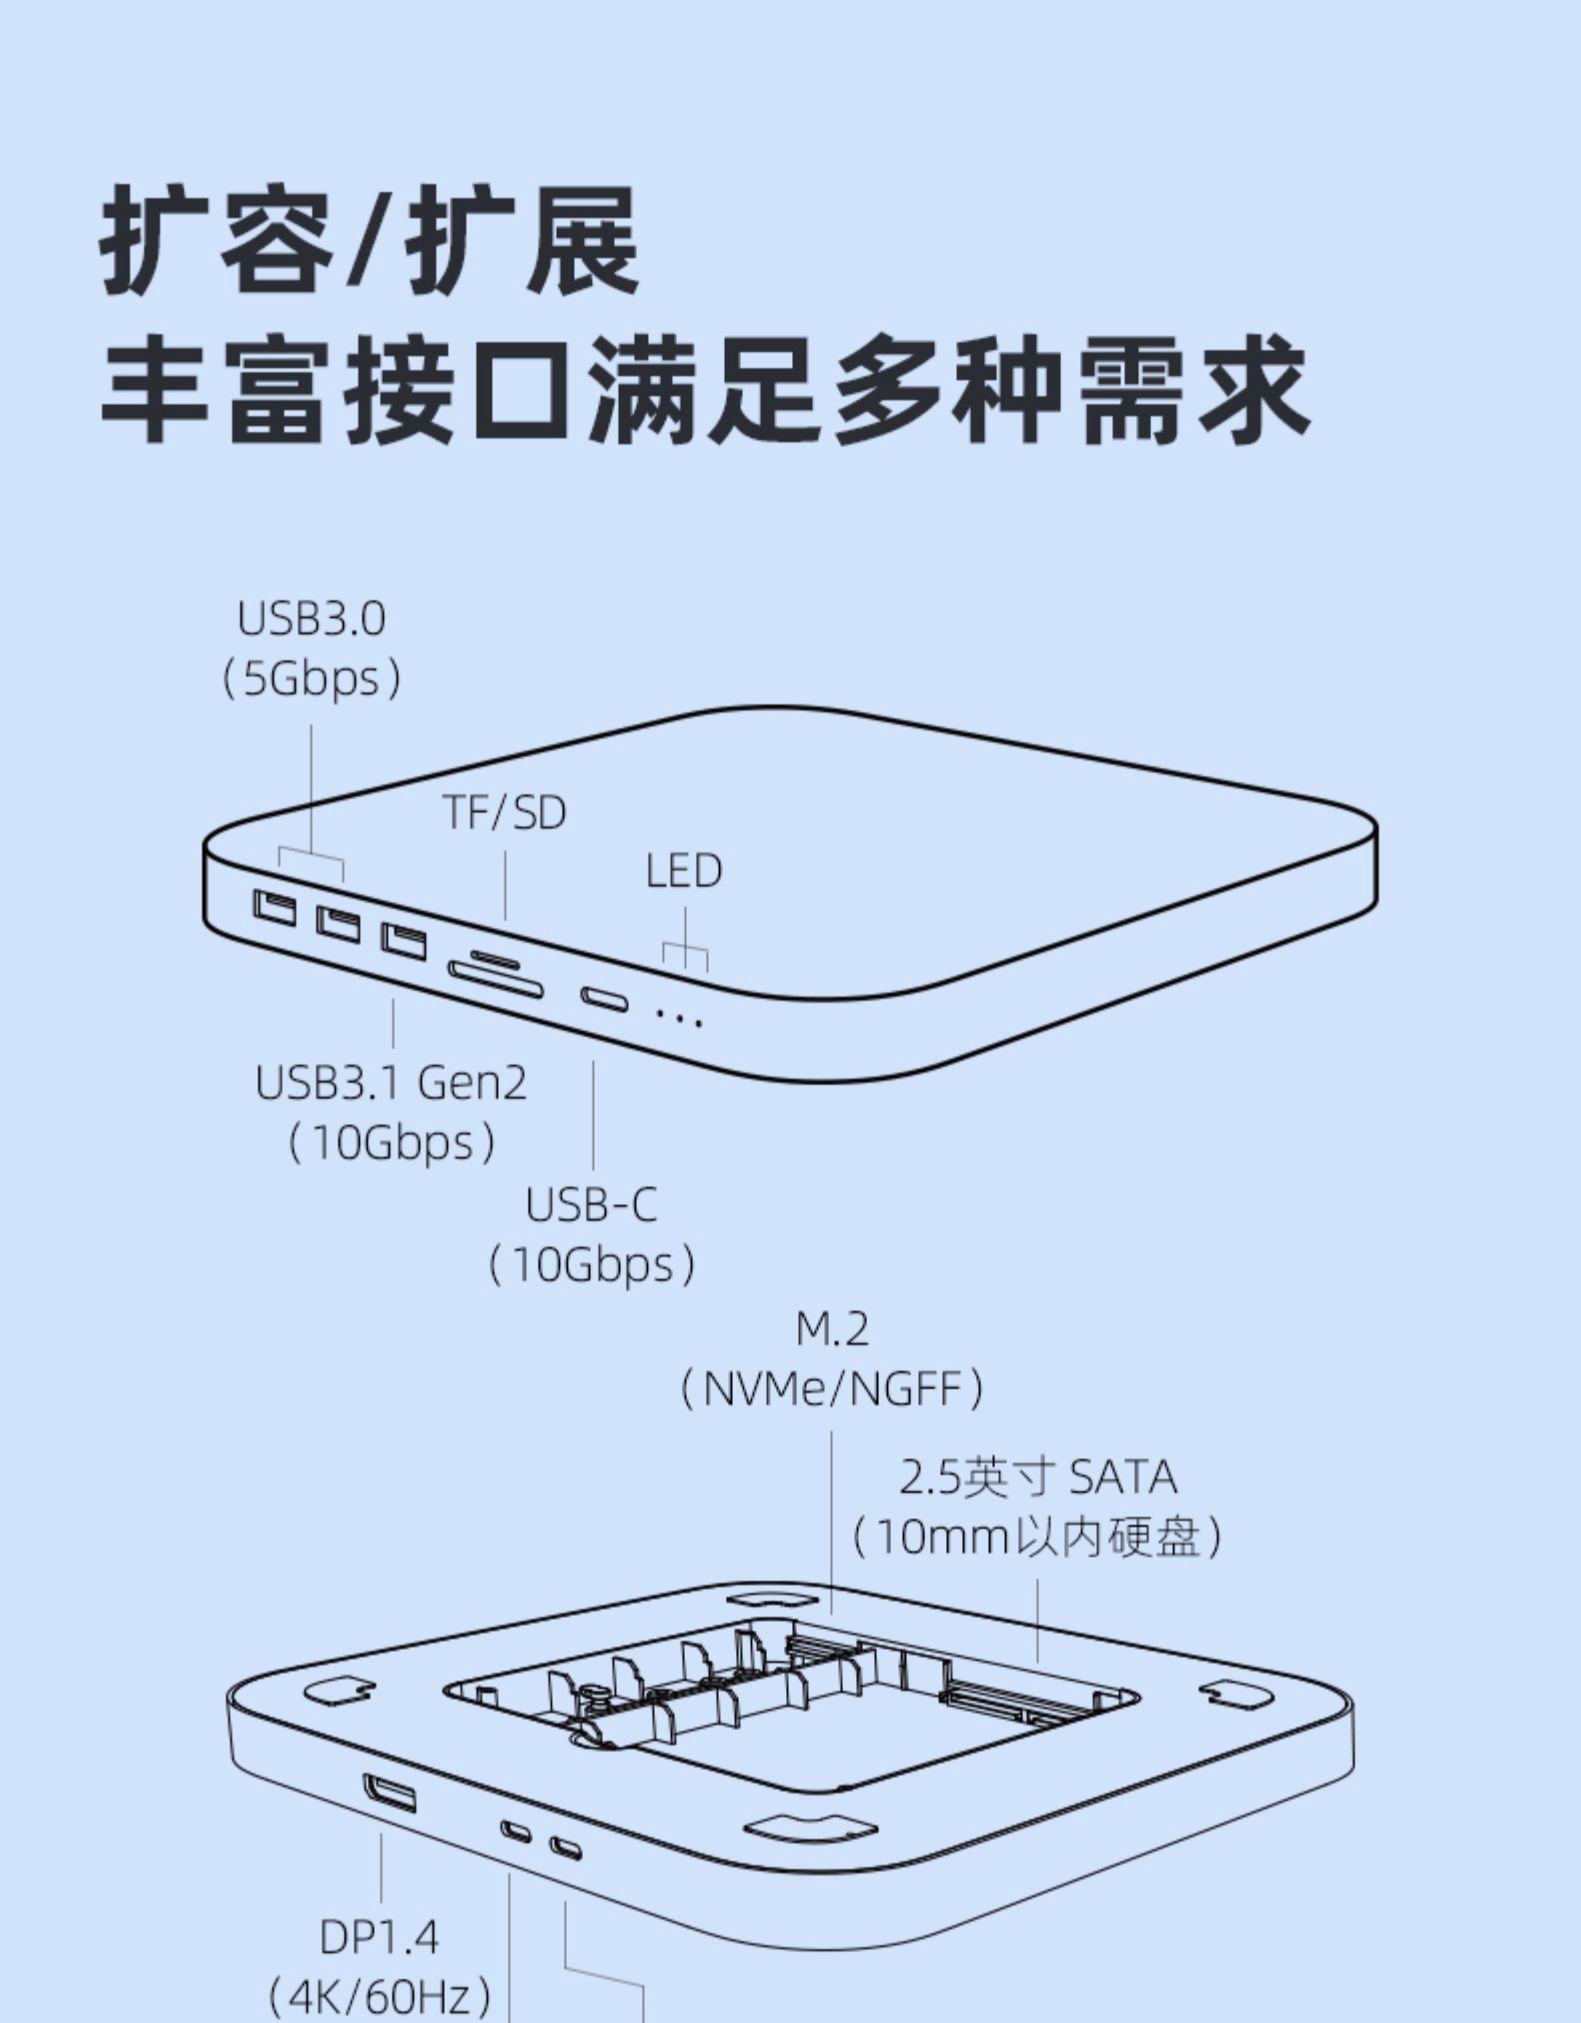 扩容/扩展
丰富接口满足多种需求
USB3.0
(5Gbps)
TF/SD
LED
USB3.1 Gen2
(10Gbps)
USB-C
(10Gbps)
M.2
(NVMe/NGFF)
2.5英寸 SATA
(10mm以内硬盘)
DP1.4
(4K/60Hz)